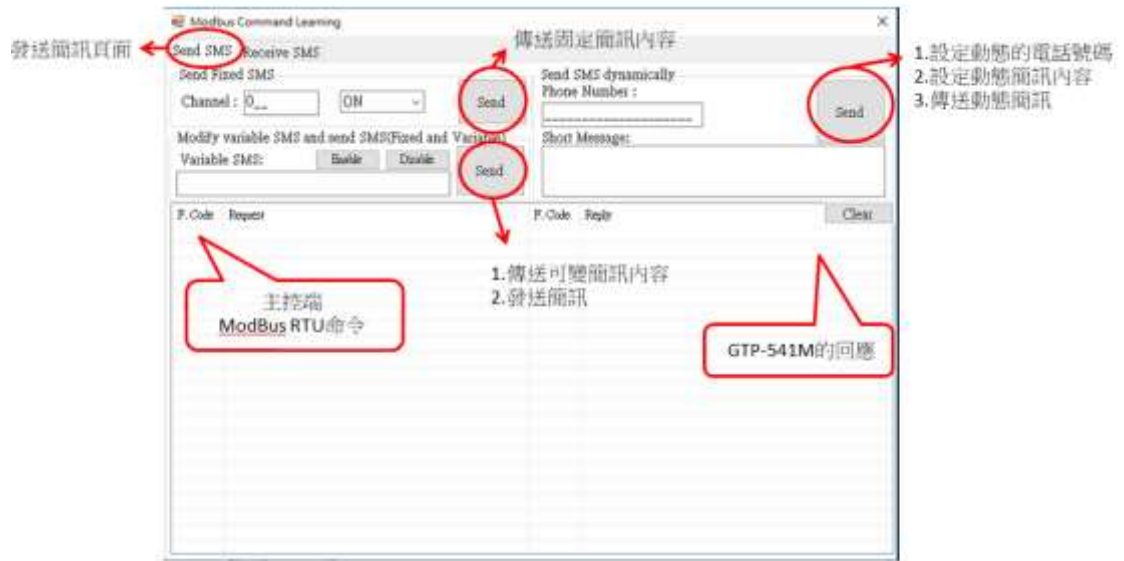 Modbus Command Learning
發送簡訊頁面
Send SMS
Receive SMS
傳送固定簡訊內容
1.設定動態的電話號碼
2.設定動態簡訊內容
3.傳送動態簡訊
Send Fixed SMS
Channel : 0__
ON
Send
Send SMS dynamically
Phone Number :
Send
Modify variable SMS and send SMS(Fixed and Variable)
Short Message:
Variable SMS:
Enable
Disable
Send
F. Code Request
F. Code Reply
Clear
1.傳送可變簡訊內容
2.發送簡訊
主控端
ModBus RTU命令
GTP-541M的回應